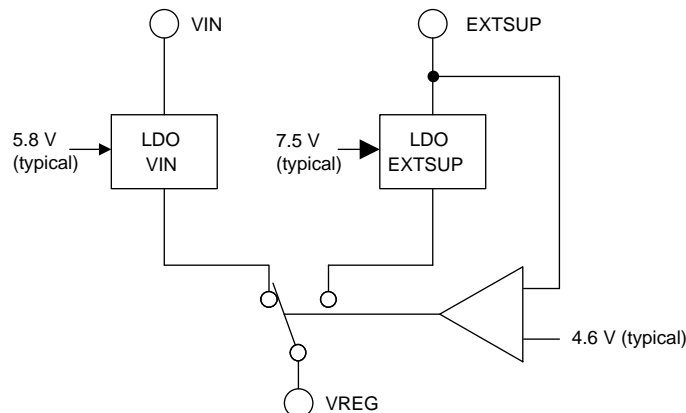 VIN
EXTSUP
5.8 V
(typical)
LDO
VIN
7.5 V
(typical)
LDO
EXTSUP
4.6 V (typical)
VREG